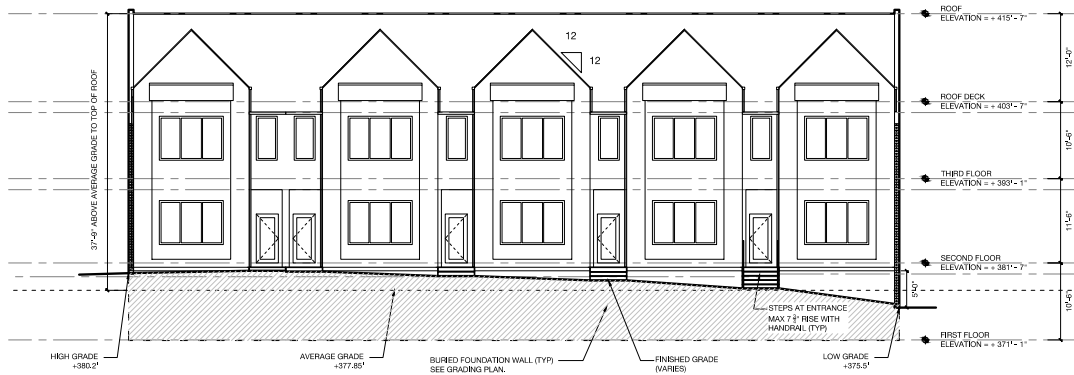 ROOF
ELEVATION = + 415' - 7"
12
12
12'-0"
37'-9" ABOVE AVERAGE GRADE TO TOP OF ROOF
ROOF DECK
ELEVATION = + 403' - 7"
10'-6"
THIRD FLOOR
ELEVATION = + 393' - 1"
11'-6"
SECOND FLOOR
ELEVATION = + 381' - 7"
5'-0"
10'-6"
STEPS AT ENTRANCE
MAX 7 3/4" RISE WITH
HANDRAIL (TYP)
FIRST FLOOR
ELEVATION = + 371' - 1"
HIGH GRADE
+380.2'
AVERAGE GRADE
+377.85'
BURIED FOUNDATION WALL (TYP)
SEE GRADING PLAN.
FINISHED GRADE
(VARIES)
LOW GRADE
+375.5'